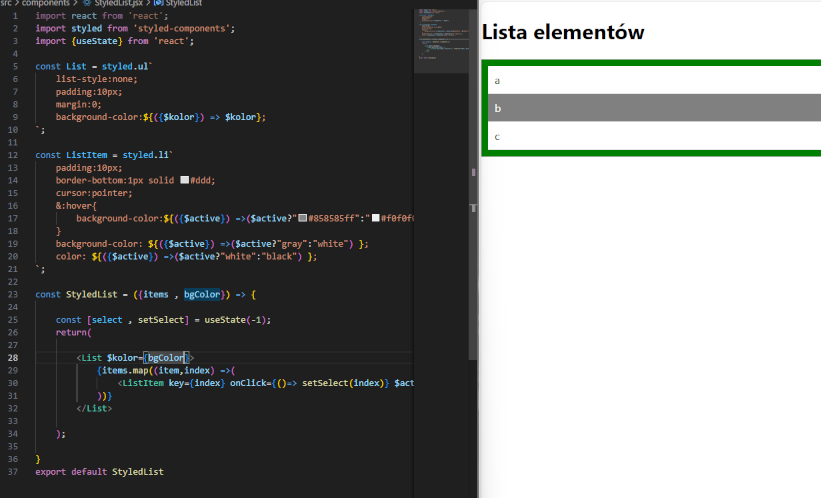 src > components > StyledList.jsx > StyledList
1 import react from 'react';
2 import styled from 'styled-components';
3 import {useState} from 'react';
4
5 const List = styled.ul`
6 list-style:none;
7 padding:10px;
8 margin:0;
9 background-color:${({$kolor}) => $kolor};
10 `;
11
12 const ListItem = styled.li`
13 padding:10px;
14 border-bottom:1px solid #ddd;
15 cursor:pointer;
16 &:hover{
17 background-color:${({$active}) =>($active?"#858585ff":"#f0f0f
18 }
19 background-color: ${({$active}) =>($active?"gray":"white") };
20 color: ${({$active}) =>($active?"white":"black") };
21 `;
22
23 const StyledList = ({items , bgColor}) => {
24
25 const [select , setSelect] = useState(-1);
26 return(
27
28 <List $kolor={bgColor}>
29 {items.map((item,index) =>(
30 <ListItem key={index} onClick={()=> setSelect(index)} $act
31 ))}
32 </List>
33
34 );
35
36 }
37 export default StyledList
Lista elementów
a
b
c